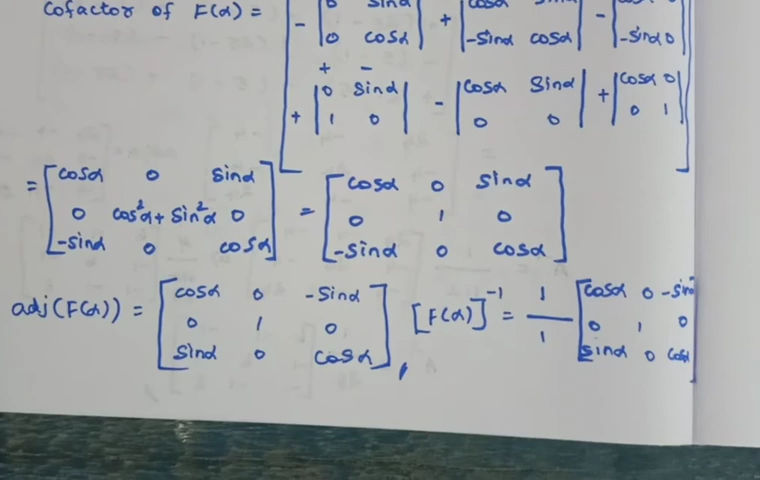 Cofactor of F(α) =
- |0 sinα| + |cosα sinα| - |cosα 0|
|0 cosα| |-sinα cosα| |-sinα 0|
+ -
+ |0 sinα| - |cosα sinα| + |cosα 0|
|1 0| |0 0| |0 1|
= [cosα 0 sinα] = [cosα 0 sinα]
[0 cos²α + sin²α 0] [0 1 0]
[-sinα 0 cosα] [-sinα 0 cosα]
adj(F(α)) = [cosα 0 -sinα] , [F(α)]⁻¹ = 1/1 [cosα 0 -sinα]
[0 1 0] [0 1 0]
[sinα 0 cosα] [sinα 0 cosα]